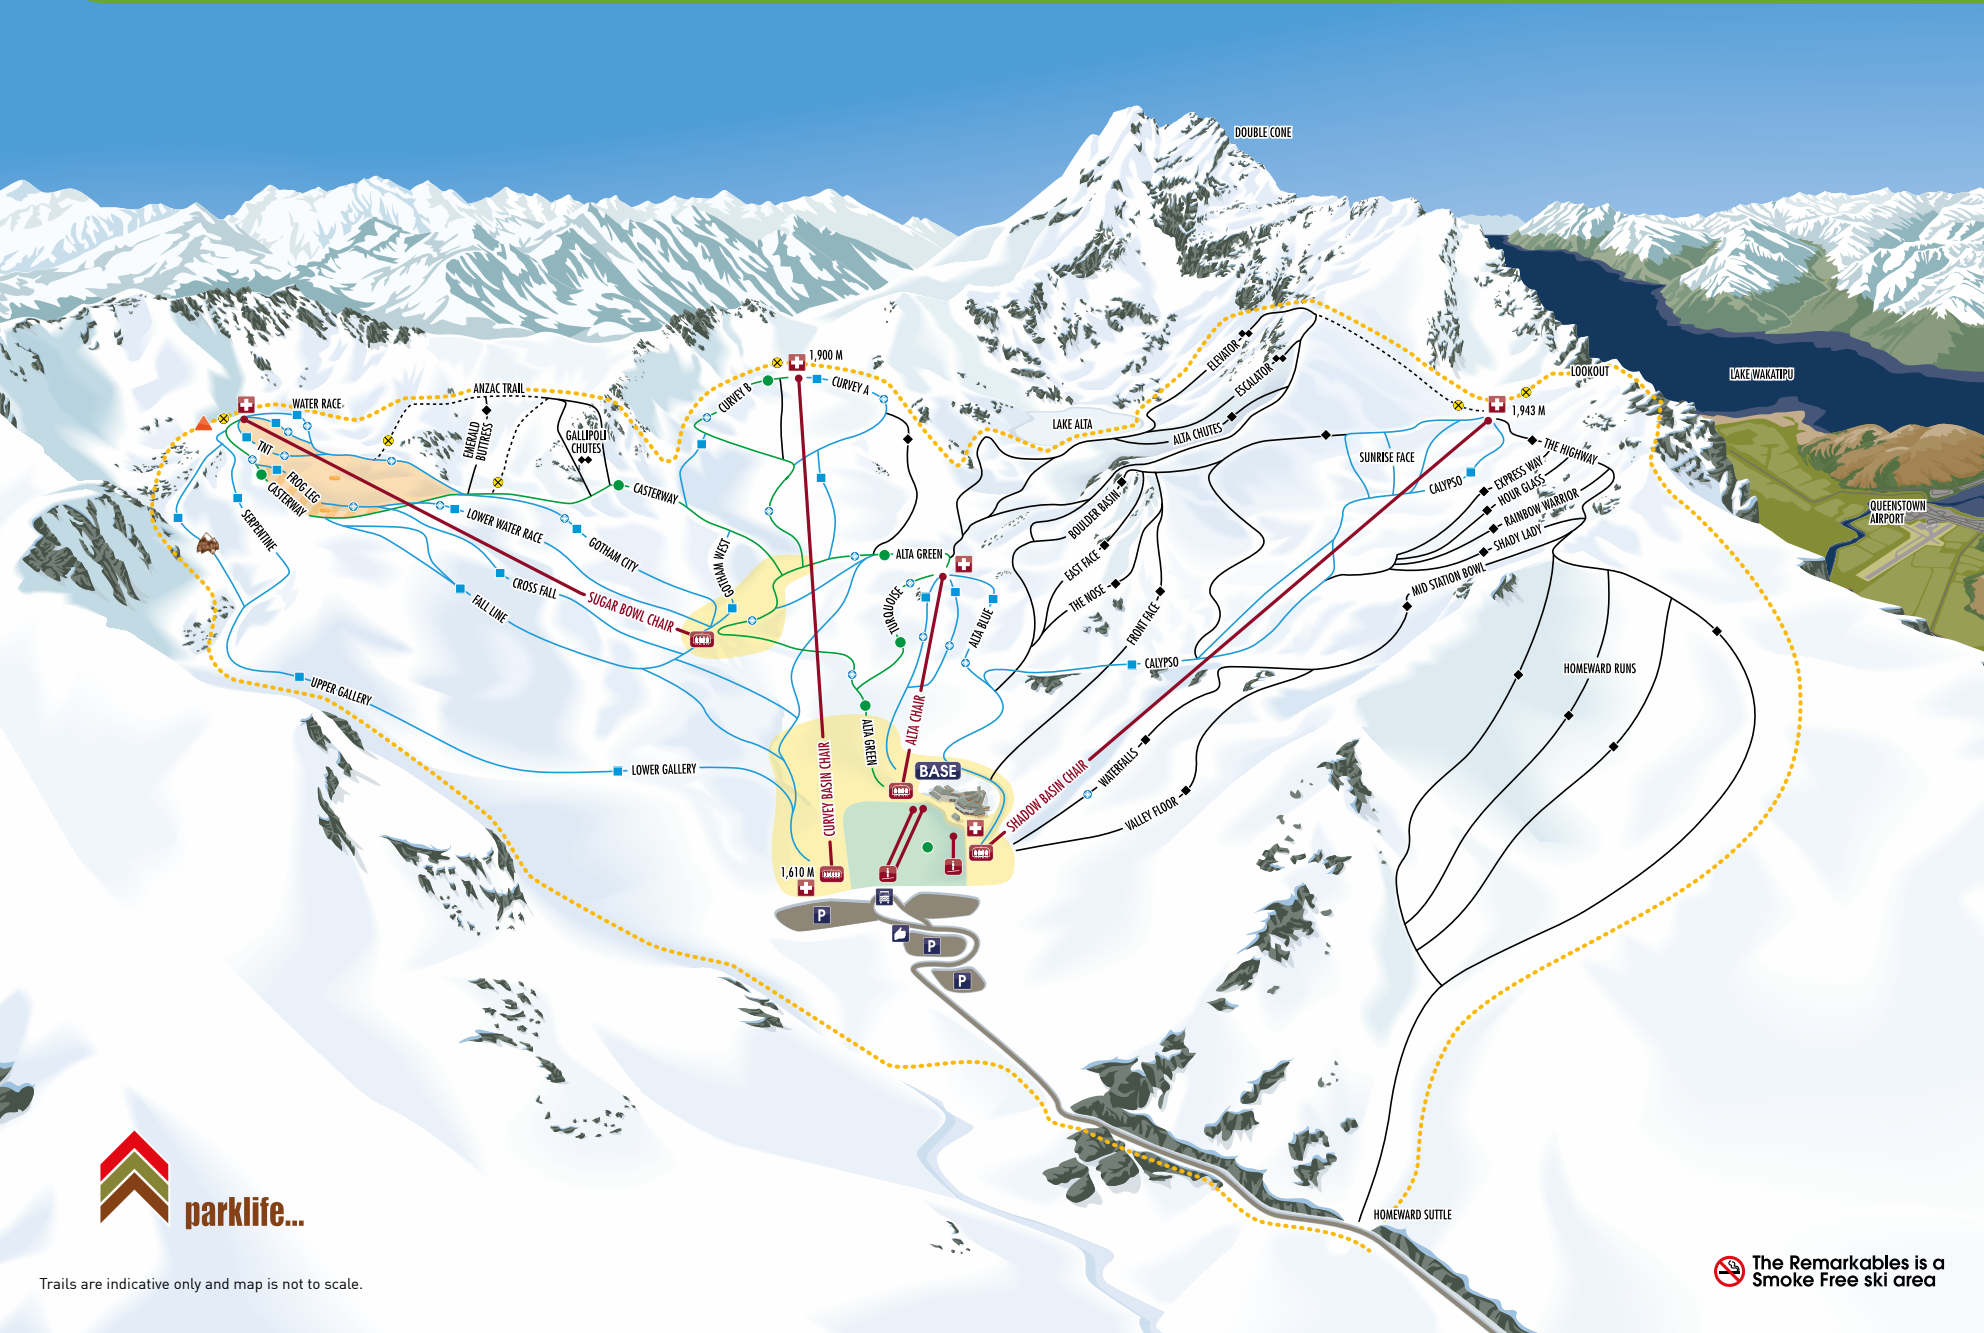 DOUBLE CONE
1,900 M
CURVEY B
CURVEY A
ANZAC TRAIL
WATER RACE
LOOKOUT
LAKE WAKATIPU
ELEVATOR
ESCALATOR
LAKE ALTA
ALTA CHUTES
1,943 M
EMERALD
BUTTRESS
GALLIPOLI
CHUTES
TNT
FROG LEG
CASTERWAY
CASTERWAY
SUNRISE FACE
THE HIGHWAY
EXPRESS WAY
HOUR GLASS
RAINBOW WARRIOR
SHADY LADY
CALYPSO
QUEENSTOWN
AIRPORT
SERPENTINE
LOWER WATER RACE
GOTHAM CITY
GOTHAM WEST
BOULDER BASIN
EAST FACE
THE NOSE
FRONT FACE
ALTA GREEN
CROSS FALL
FALL LINE
SUGAR BOWL CHAIR
TURQUOISE
ALTA BLUE
MID STATION BOWL
CALYPSO
HOMEWARD RUNS
UPPER GALLERY
LOWER GALLERY
ALTA GREEN
ALTA CHAIR
CURVEY BASIN CHAIR
BASE
SHADOW BASIN CHAIR
WATERFALLS
VALLEY FLOOR
1,610 M
P
P
P
HOMEWARD SUTTLE
parklife...
Trails are indicative only and map is not to scale.
The Remarkables is a
Smoke Free ski area